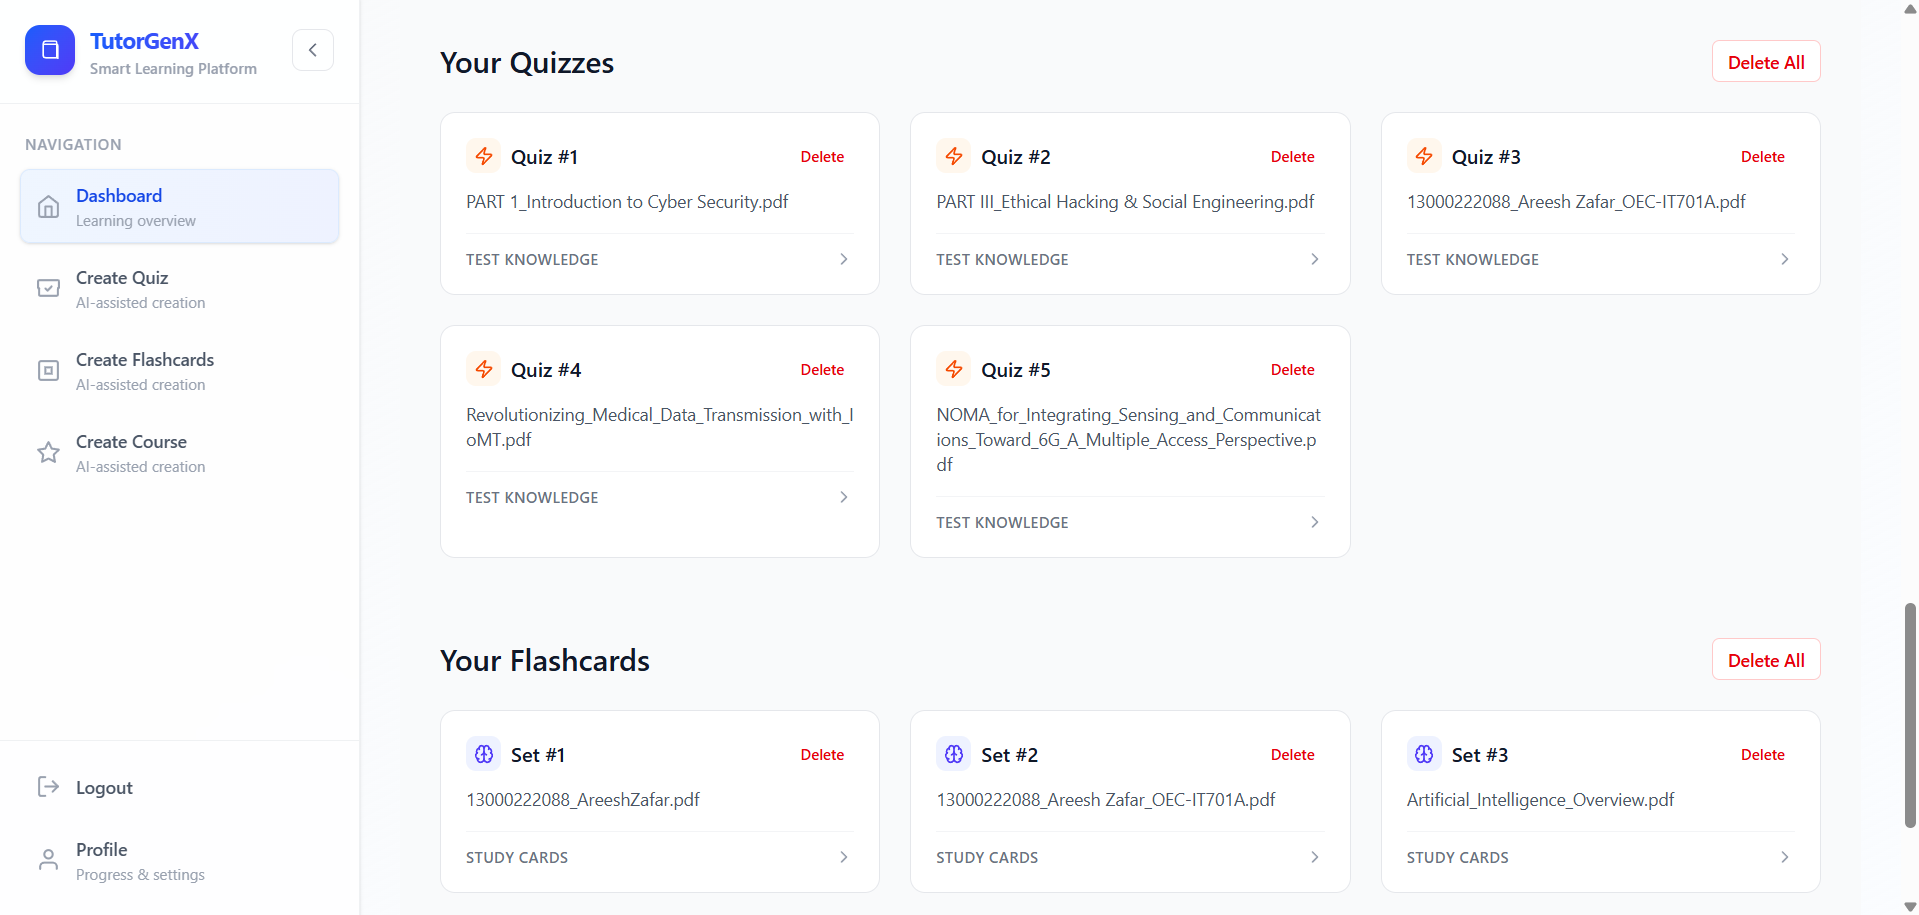 TutorGenX
Smart Learning Platform
NAVIGATION
Dashboard
Learning overview
Create Quiz
AI-assisted creation
Create Flashcards
AI-assisted creation
Create Course
AI-assisted creation
Logout
Profile
Progress & settings
Your Quizzes
Delete All
Quiz #1
Delete
PART 1_Introduction to Cyber Security.pdf
TEST KNOWLEDGE
Quiz #2
Delete
PART III_Ethical Hacking & Social Engineering.pdf
TEST KNOWLEDGE
Quiz #3
Delete
13000222088_Areesh Zafar_OEC-IT701A.pdf
TEST KNOWLEDGE
Quiz #4
Delete
Revolutionizing_Medical_Data_Transmission_with_I
oMT.pdf
TEST KNOWLEDGE
Quiz #5
Delete
NOMA_for_Integrating_Sensing_and_Communicat
ions_Toward_6G_A_Multiple_Access_Perspective.p
df
TEST KNOWLEDGE
Your Flashcards
Delete All
Set #1
Delete
13000222088_AreeshZafar.pdf
STUDY CARDS
Set #2
Delete
13000222088_Areesh Zafar_OEC-IT701A.pdf
STUDY CARDS
Set #3
Delete
Artificial_Intelligence_Overview.pdf
STUDY CARDS